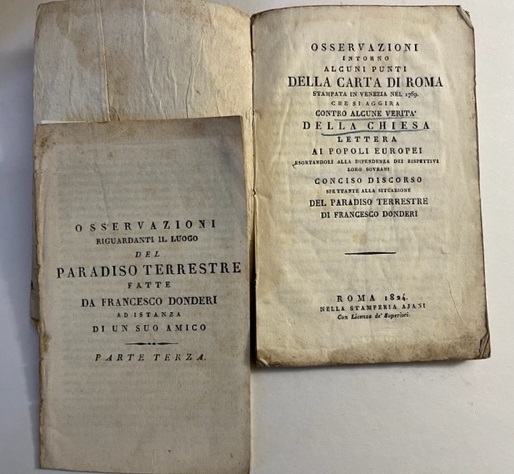 OSSERVAZIONI
RIGUARDANTI IL LUOGO
DEL
PARADISO TERRESTRE
FATTE
DA FRANCESCO DONDERI
AD ISTANZA
DI UN SUO AMICO
PARTE TERZA.
OSSERVAZIONI
INTORNO
ALCUNI PUNTI
DELLA CARTA DI ROMA
STAMPATA IN VENEZIA NEL 1769.
CHE SI AGGIRA
CONTRO ALCUNE VERITA'
DELLA CHIESA
LETTERA
AI POPOLI EUROPEI
ESORTANDOLI ALLA DIPENDENZA DEI RISPETTIVI
LORO SOVRANI
CONCISO DISCORSO
SPETTANTE ALLA SITUAZIONE
DEL PARADISO TERRESTRE
DI FRANCESCO DONDERI
ROMA 1824.
NELLA STAMPERIA AJANI
Con Licenza de' Superiori.